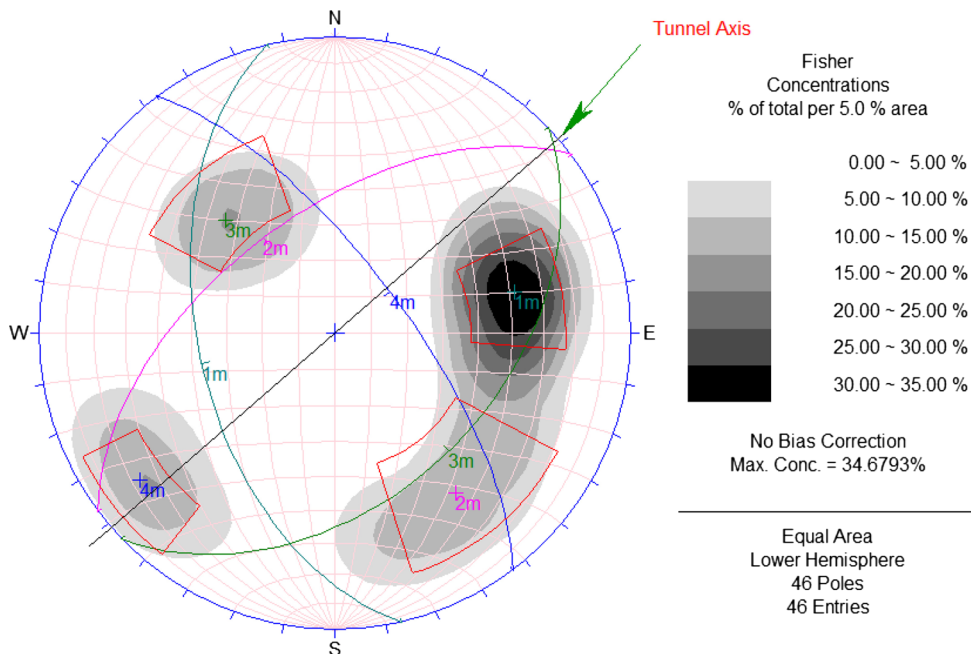 N
Tunnel Axis
Fisher
Concentrations
% of total per 5.0 % area
0.00 ~ 5.00 %
5.00 ~ 10.00 %
10.00 ~ 15.00 %
15.00 ~ 20.00 %
20.00 ~ 25.00 %
25.00 ~ 30.00 %
30.00 ~ 35.00 %
No Bias Correction
Max. Conc. = 34.6793%
Equal Area
Lower Hemisphere
46 Poles
46 Entries
3m
2m
4m
1m
W
E
1m
3m
4m
2m
S